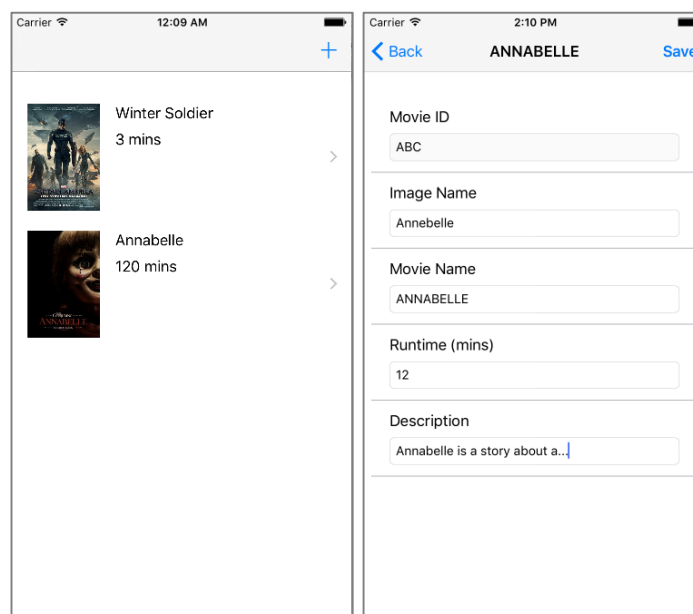 Carrier 12:09 AM
+
Winter Soldier
3 mins
Annabelle
120 mins
ANNABELLE
Carrier 2:10 PM
Back ANNABELLE Save
Movie ID
ABC
Image Name
Annebelle
Movie Name
ANNABELLE
Runtime (mins)
12
Description
Annabelle is a story about a...